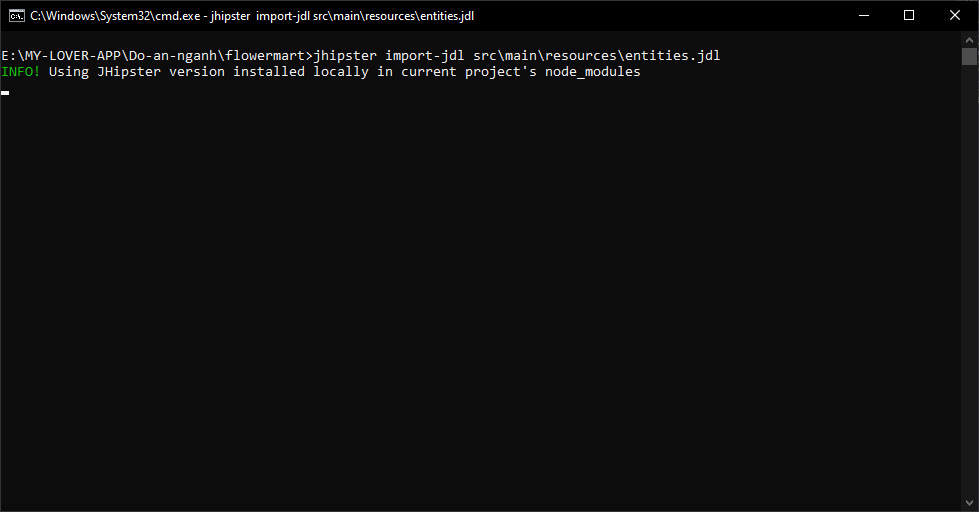 C:\Windows\System32\cmd.exe - jhipster  import-jdl src\main\resources\entities.jdl
E:\MY-LOVER-APP\Do-an-nganh\flowermart>jhipster import-jdl src\main\resources\entities.jdl
INFO! Using JHipster version installed locally in current project's node_modules